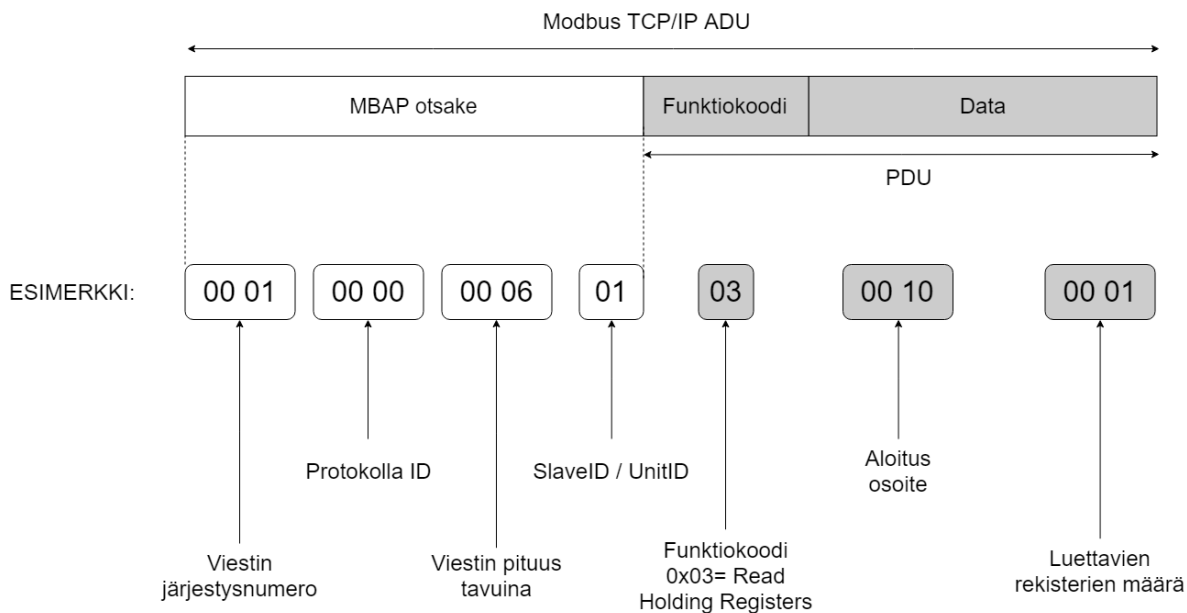 Modbus TCP/IP ADU
MBAP otsake
Funktiokoodi
Data
PDU
ESIMERKKI:
00 01
00 00
00 06
01
03
00 10
00 01
Protokolla ID
SlaveID / UnitID
Aloitus
osoite
Viestin
järjestysnumero
Viestin pituus
tavuina
Funktiokoodi
0x03= Read
Holding Registers
Luettavien
rekisterien määrä